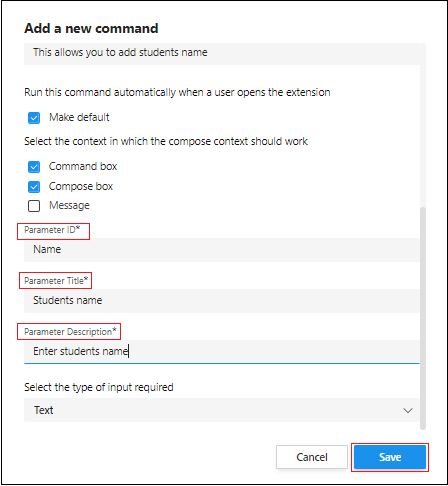 Add a new command
This allows you to add students name
Run this command automatically when a user opens the extension
Make default
Select the context in which the compose context should work
Command box
Compose box
Message
Parameter ID*
Name
Parameter Title*
Students name
Parameter Description*
Enter students name
Select the type of input required
Text
Cancel Save